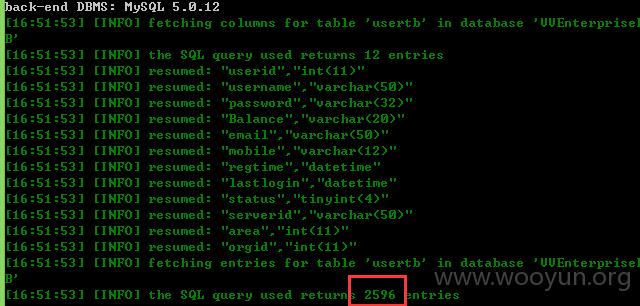 back-end DBMS: MySQL 5.0.12
[16:51:53] [INFO] fetching columns for table 'usertb' in database 'VVEnterprisel
B'
[16:51:53] [INFO] the SQL query used returns 12 entries
[16:51:53] [INFO] resumed: "userid","int(11)"
[16:51:53] [INFO] resumed: "username","varchar(50)"
[16:51:53] [INFO] resumed: "password","varchar(32)"
[16:51:53] [INFO] resumed: "Balance","varchar(20)"
[16:51:53] [INFO] resumed: "email","varchar(50)"
[16:51:53] [INFO] resumed: "mobile","varchar(12)"
[16:51:53] [INFO] resumed: "regtime","datetime"
[16:51:53] [INFO] resumed: "lastlogin","datetime"
[16:51:53] [INFO] resumed: "status","tinyint(4)"
[16:51:53] [INFO] resumed: "serverid","varchar(50)"
[16:51:53] [INFO] resumed: "area","int(11)"
[16:51:53] [INFO] resumed: "orgid","int(11)"
[16:51:53] [INFO] fetching entries for table 'usertb' in database 'VVEnterprisel
B'
www.wooyun.org
[16:51:53] [INFO] the SQL query used returns 2596 entries